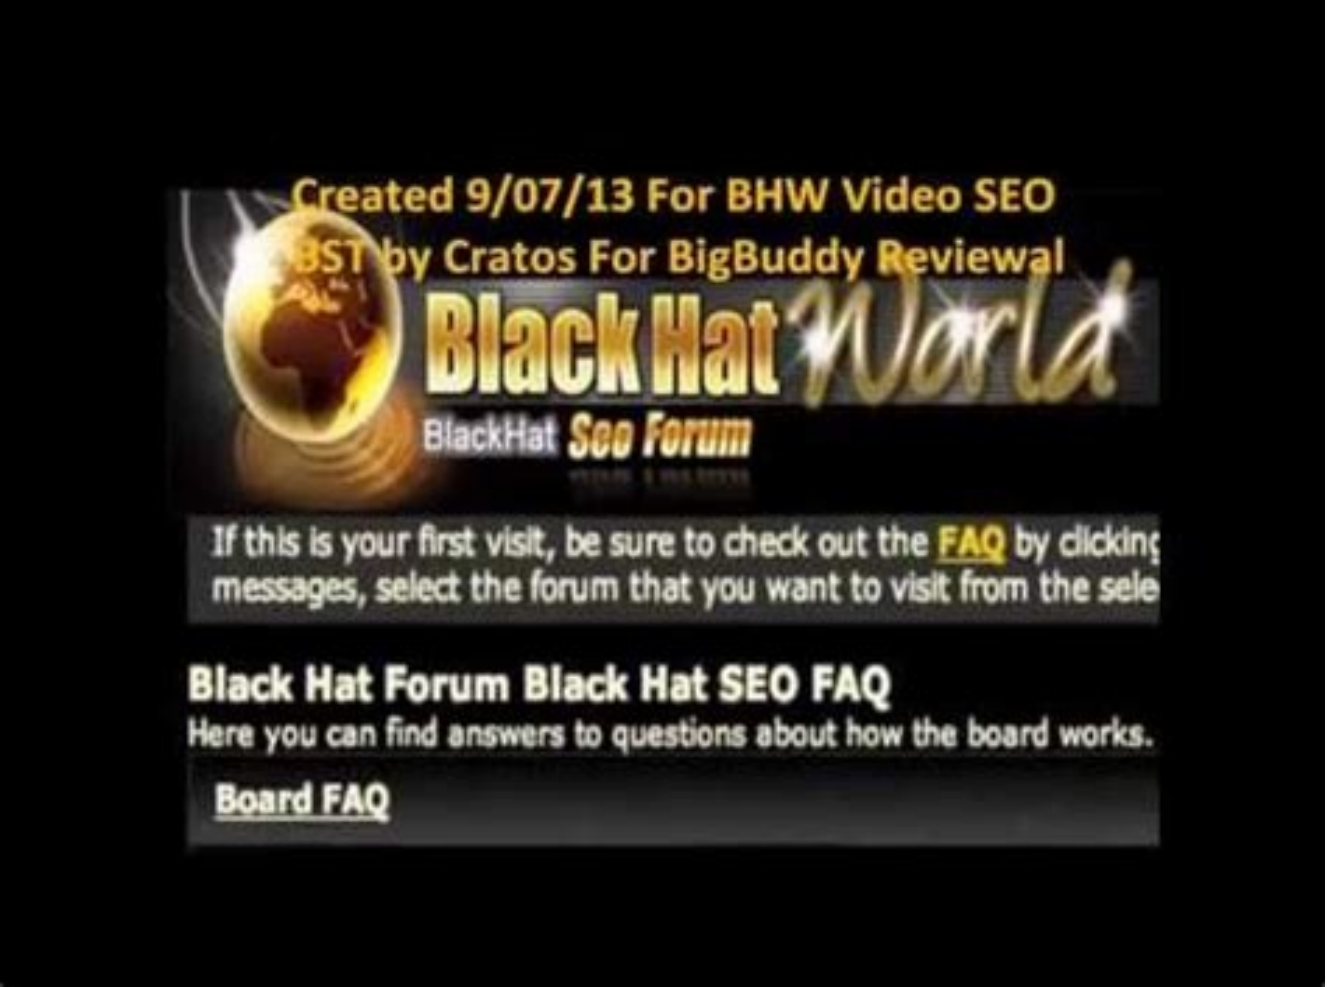 Created 9/07/13 For BHW Video SEO
BST by Cratos For BigBuddy Reviewal
Black Hat World
BlackHat Seo Forum
If this is your first visit, be sure to check out the FAQ by clicking
messages, select the forum that you want to visit from the sele
Black Hat Forum Black Hat SEO FAQ
Here you can find answers to questions about how the board works.
Board FAQ